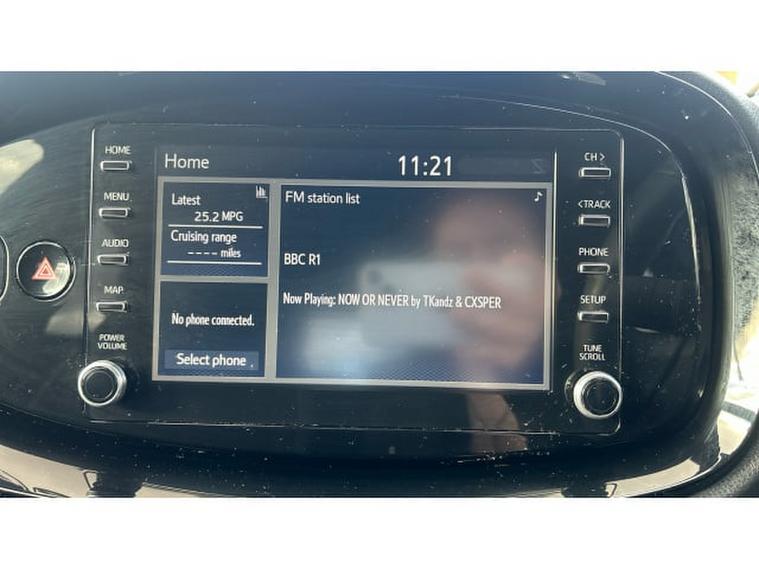 HOME
MENU
AUDIO
MAP
POWER
VOLUME
Home
11:21
Latest
25.2 MPG
Cruising range
---- miles
No phone connected.
Select phone
FM station list
BBC R1
Now Playing: NOW OR NEVER by TKandz & CXSPER
CH >
< TRACK
PHONE
SETUP
TUNE
SCROLL